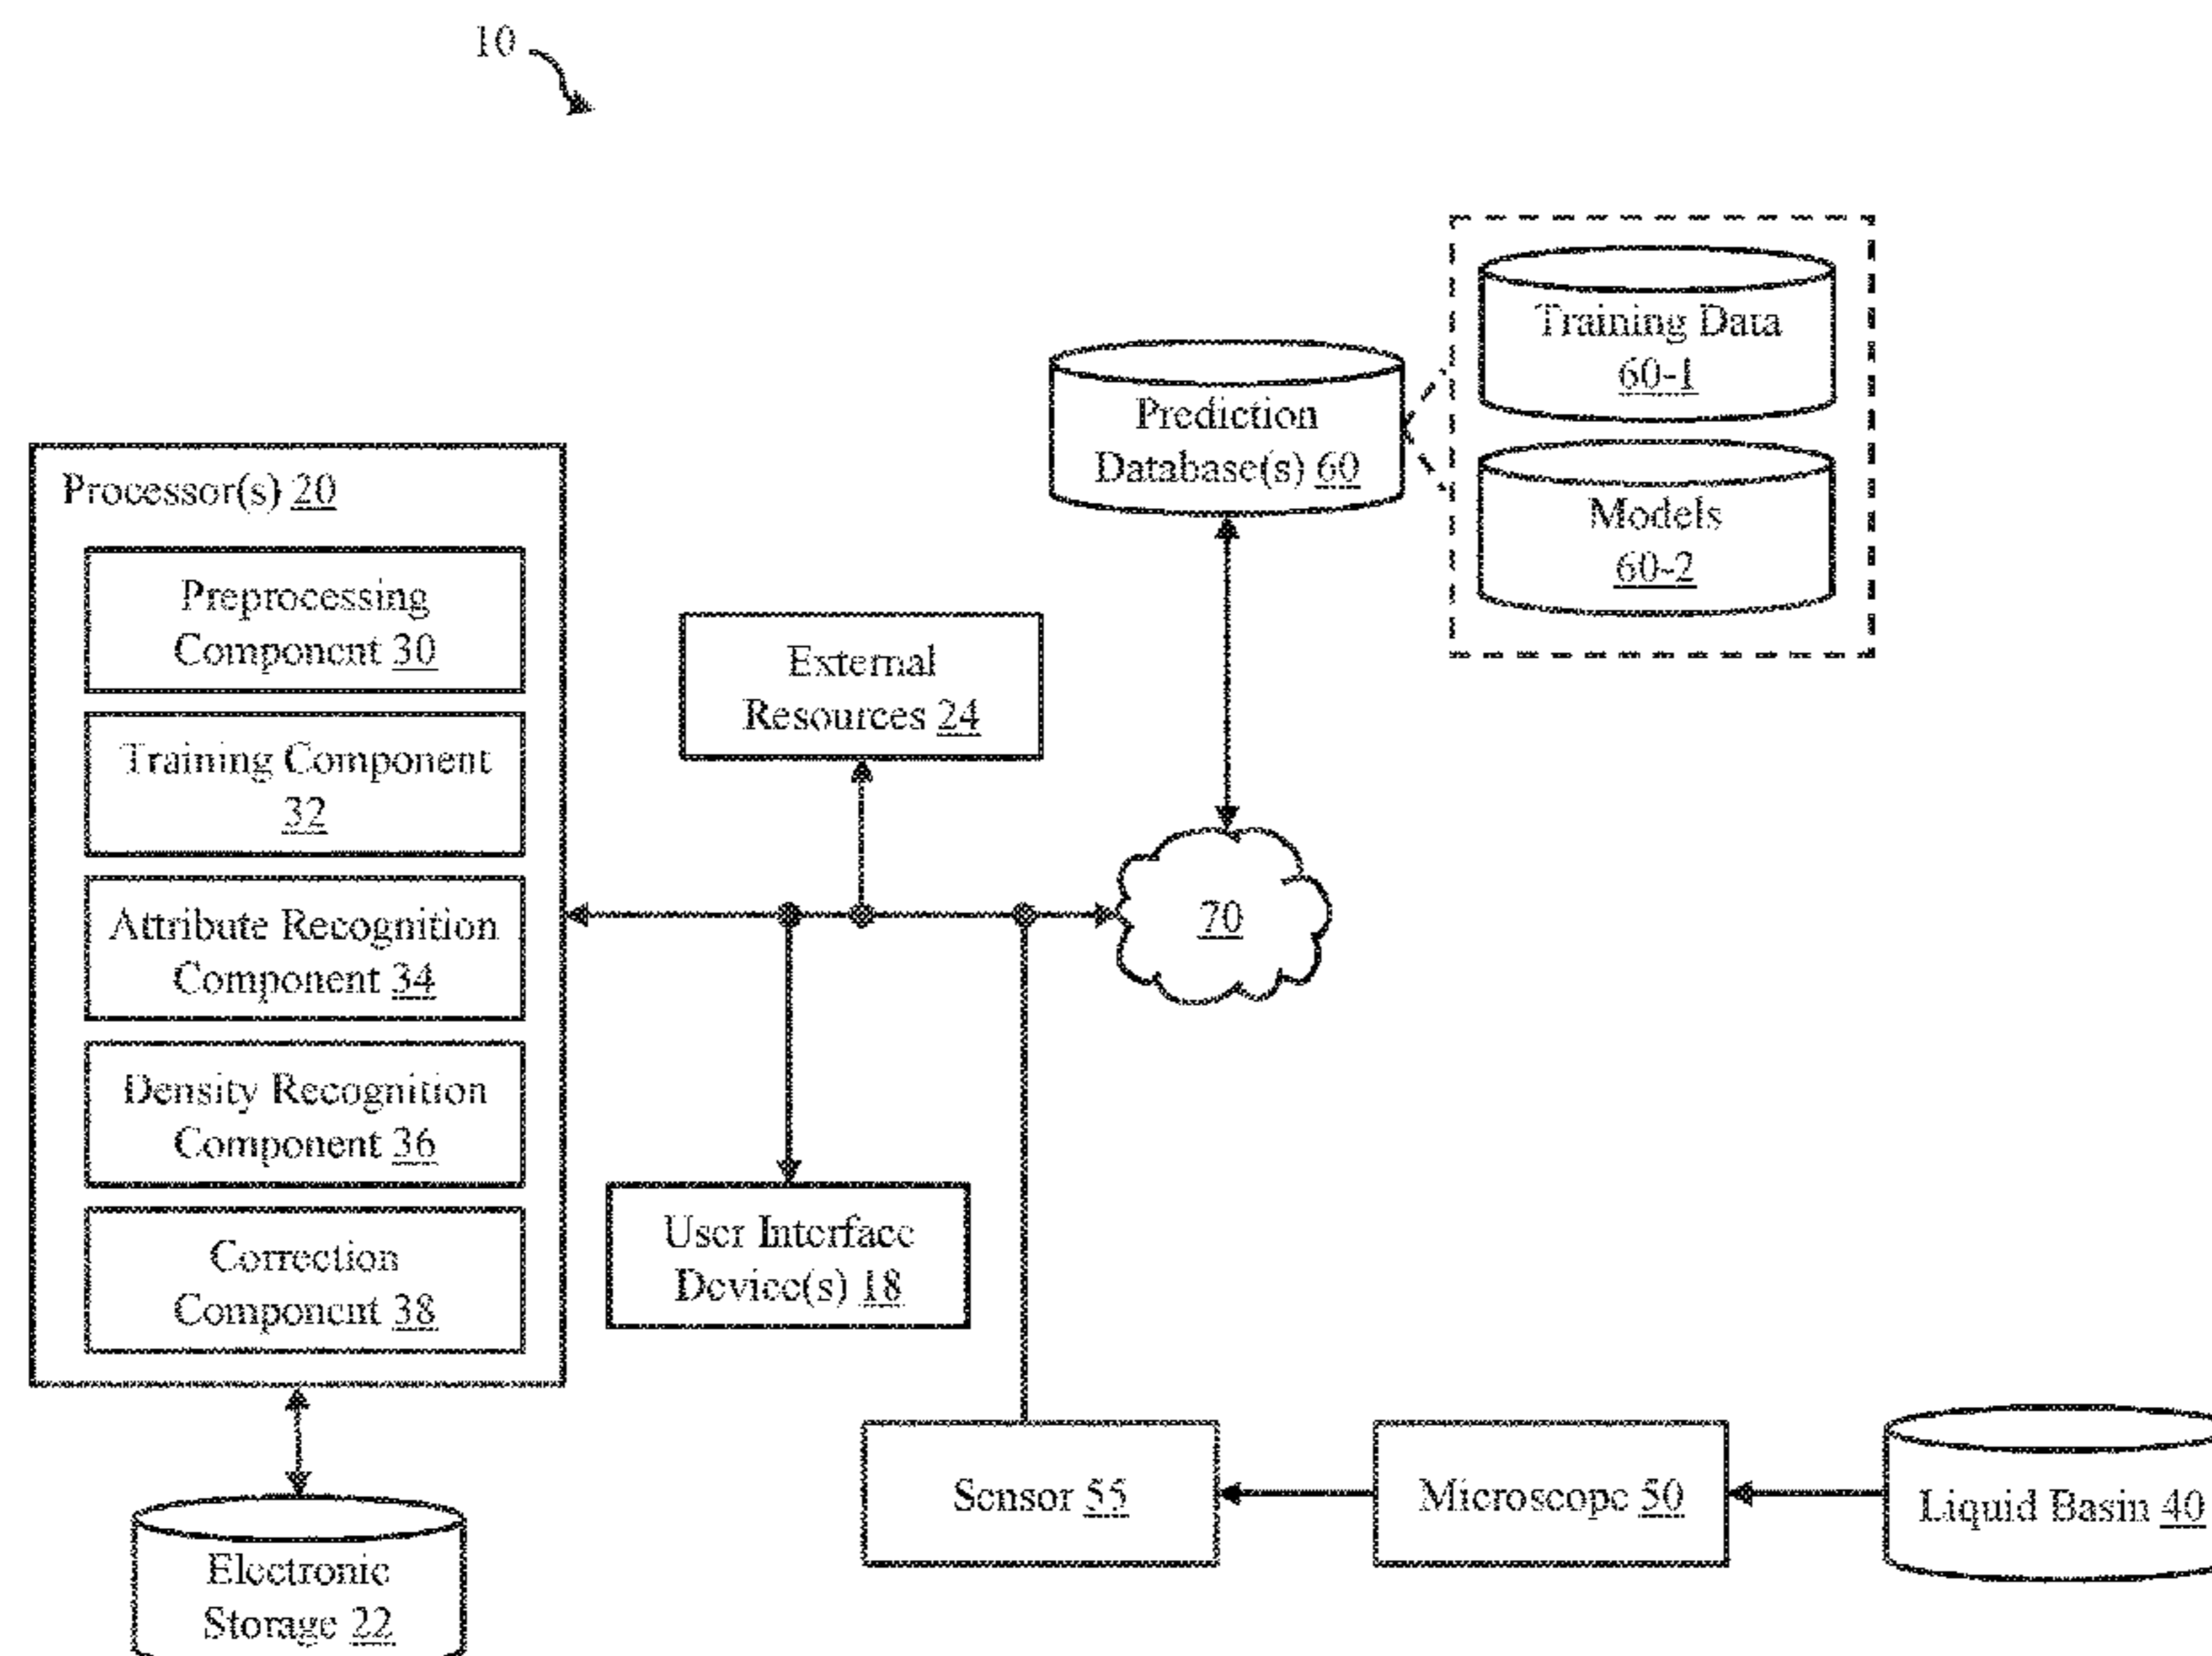 10
Training Data
60-1
Prediction
Database(s) 60
Models
60-2
Processor(s) 20
Preprocessing
Component 30
Training Component
32
Attribute Recognition
Component 34
Density Recognition
Component 36
Correction
Component 38
External
Resources 24
70
User Interface
Device(s) 18
Sensor 55
Microscope 50
Liquid Basin 40
Electronic
Storage 22